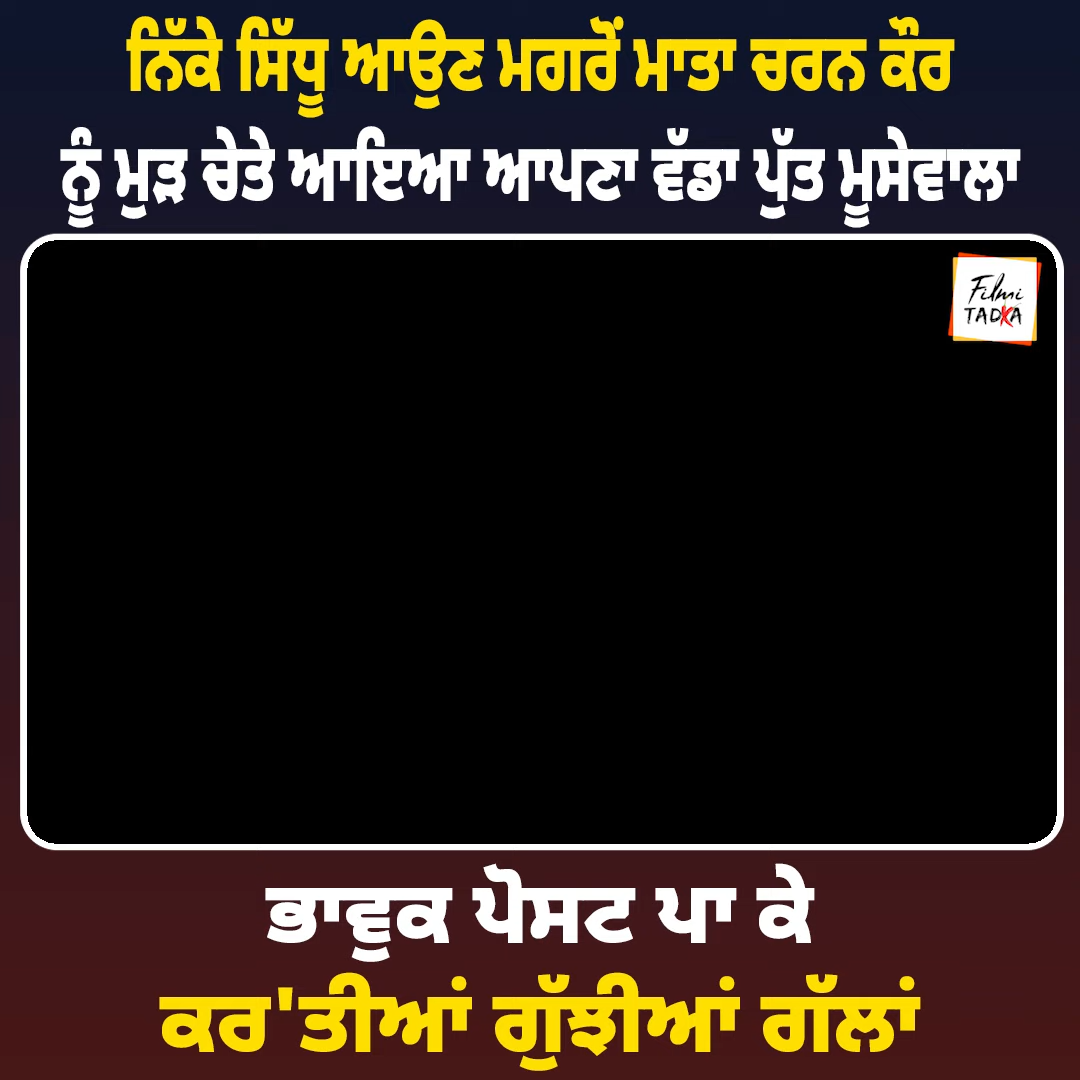 ਨਿੱਕੇ ਸਿੱਧੂ ਆਉਣ ਮਗਰੋਂ ਮਾਤਾ ਚਰਨ ਕੌਰ
ਨੂੰ ਮੁੜ ਚੇਤੇ ਆਇਆ ਆਪਣਾ ਵੱਡਾ ਪੁੱਤ ਮੂਸੇਵਾਲਾ
Filmi
TADKA
ਭਾਵੁਕ ਪੋਸਟ ਪਾ ਕੇ
ਕਰ'ਤੀਆਂ ਗੁੱਝੀਆਂ ਗੱਲਾਂ